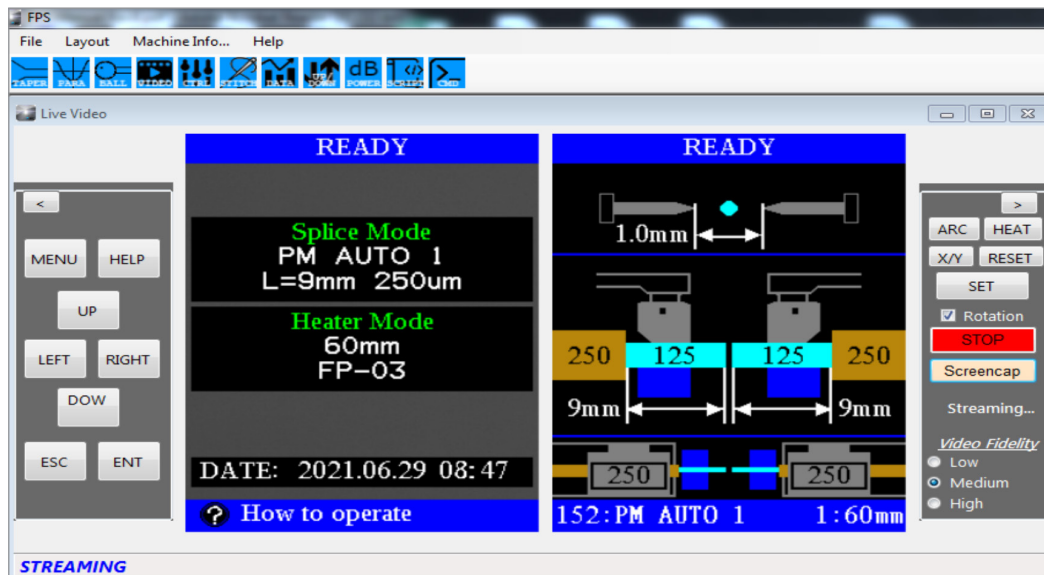 FPS
File Layout Machine Info... Help
TAPER PARA BALL VIDEO CTRL STITCH DATA UP/DOWN dB POWER </> SCRIPT >_ CMD
Live Video
<
MENU HELP
UP
LEFT RIGHT
DOW
ESC ENT
READY
Splice Mode
PM AUTO 1
L=9mm 250um
Heater Mode
60mm
FP-03
DATE: 2021.06.29 08:47
? How to operate
READY
1.0mm
250 125 125 250
9mm 9mm
250 250
152:PM AUTO 1 1:60mm
>
ARC HEAT
X/Y RESET
SET
Rotation
STOP
Screencap
Streaming...
Video Fidelity
Low
Medium
High
STREAMING